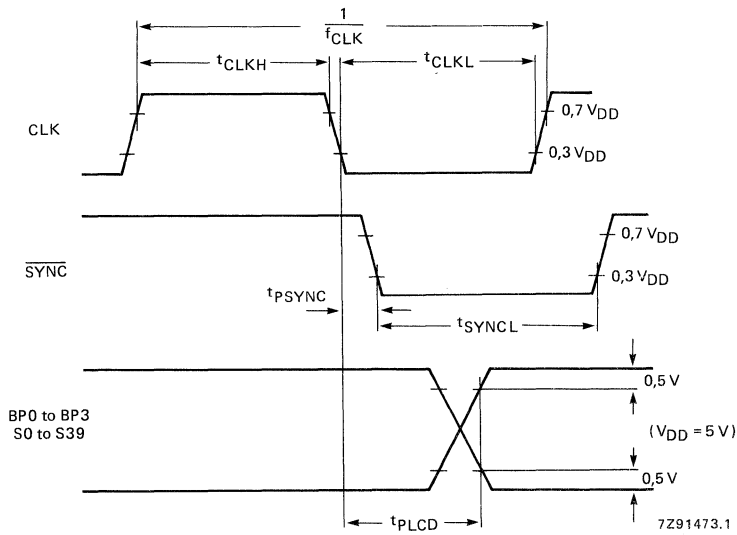 1
fCLK
tCLKH
tCLKL
CLK
0,7 VDD
0,3 VDD
SYNC
0,7 VDD
0,3 VDD
tPSYNC
tSYNCL
BP0 to BP3
S0 to S39
0,5 V
(VDD = 5 V)
0,5 V
tPLCD
7Z91473.1